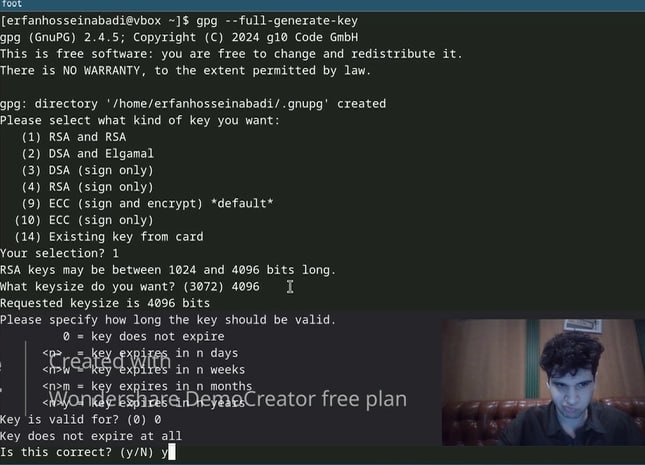 foot
[erfanhosseinabadi@vbox ~]$ gpg --full-generate-key
gpg (GnuPG) 2.4.5; Copyright (C) 2024 g10 Code GmbH
This is free software: you are free to change and redistribute it.
There is NO WARRANTY, to the extent permitted by law.
gpg: directory '/home/erfanhosseinabadi/.gnupg' created
Please select what kind of key you want:
(1) RSA and RSA
(2) DSA and Elgamal
(3) DSA (sign only)
(4) RSA (sign only)
(9) ECC (sign and encrypt) *default*
(10) ECC (sign only)
(14) Existing key from card
Your selection? 1
RSA keys may be between 1024 and 4096 bits long.
What keysize do you want? (3072) 4096
Requested keysize is 4096 bits
Please specify how long the key should be valid.
0 = key does not expire
<n> = key expires in n days
<n>w = key expires in n weeks
<n>m = key expires in n months
<n>y = key expires in n years
Created with
Wondershare DemoCreator free plan
Key is valid for? (0) 0
Key does not expire at all
Is this correct? (y/N) y